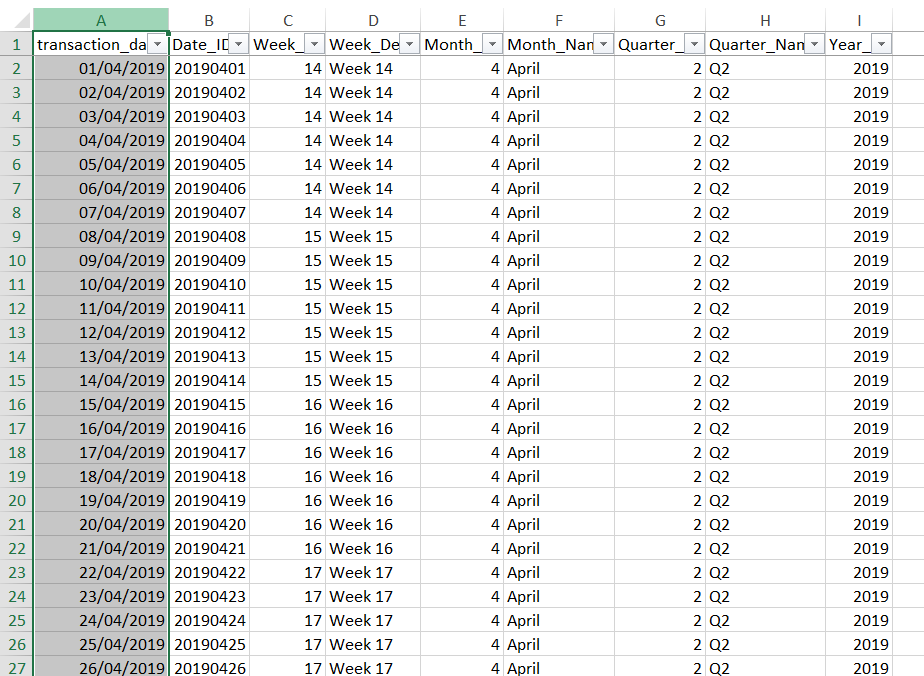 A B C D E F G H I
1 transaction_da Date_ID Week_ Week_De Month_ Month_Nan Quarter_ Quarter_Nan Year_
2 01/04/2019 20190401 14 Week 14 4 April 2 Q2 2019
3 02/04/2019 20190402 14 Week 14 4 April 2 Q2 2019
4 03/04/2019 20190403 14 Week 14 4 April 2 Q2 2019
5 04/04/2019 20190404 14 Week 14 4 April 2 Q2 2019
6 05/04/2019 20190405 14 Week 14 4 April 2 Q2 2019
7 06/04/2019 20190406 14 Week 14 4 April 2 Q2 2019
8 07/04/2019 20190407 14 Week 14 4 April 2 Q2 2019
9 08/04/2019 20190408 15 Week 15 4 April 2 Q2 2019
10 09/04/2019 20190409 15 Week 15 4 April 2 Q2 2019
11 10/04/2019 20190410 15 Week 15 4 April 2 Q2 2019
12 11/04/2019 20190411 15 Week 15 4 April 2 Q2 2019
13 12/04/2019 20190412 15 Week 15 4 April 2 Q2 2019
14 13/04/2019 20190413 15 Week 15 4 April 2 Q2 2019
15 14/04/2019 20190414 15 Week 15 4 April 2 Q2 2019
16 15/04/2019 20190415 16 Week 16 4 April 2 Q2 2019
17 16/04/2019 20190416 16 Week 16 4 April 2 Q2 2019
18 17/04/2019 20190417 16 Week 16 4 April 2 Q2 2019
19 18/04/2019 20190418 16 Week 16 4 April 2 Q2 2019
20 19/04/2019 20190419 16 Week 16 4 April 2 Q2 2019
21 20/04/2019 20190420 16 Week 16 4 April 2 Q2 2019
22 21/04/2019 20190421 16 Week 16 4 April 2 Q2 2019
23 22/04/2019 20190422 17 Week 17 4 April 2 Q2 2019
24 23/04/2019 20190423 17 Week 17 4 April 2 Q2 2019
25 24/04/2019 20190424 17 Week 17 4 April 2 Q2 2019
26 25/04/2019 20190425 17 Week 17 4 April 2 Q2 2019
27 26/04/2019 20190426 17 Week 17 4 April 2 Q2 2019